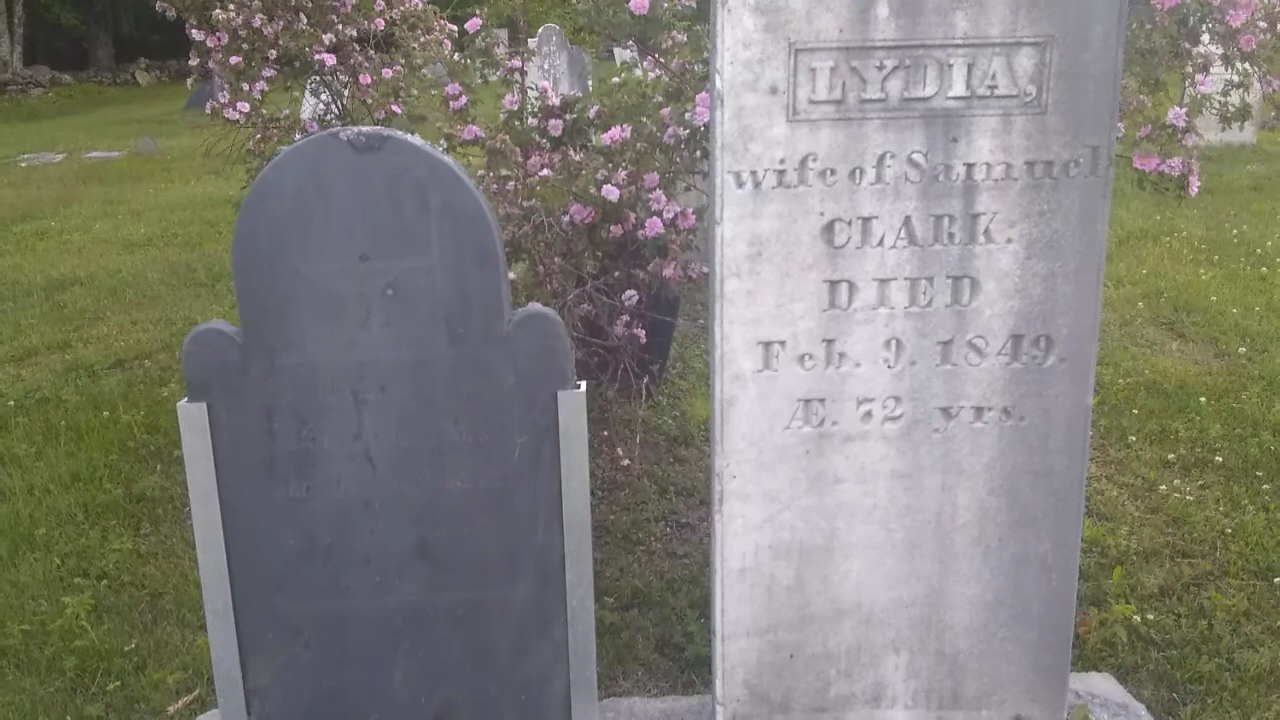 LYDIA,
wife of Samuel
CLARK.
DIED
Feb. 9. 1849.
Æ. 72 yrs.